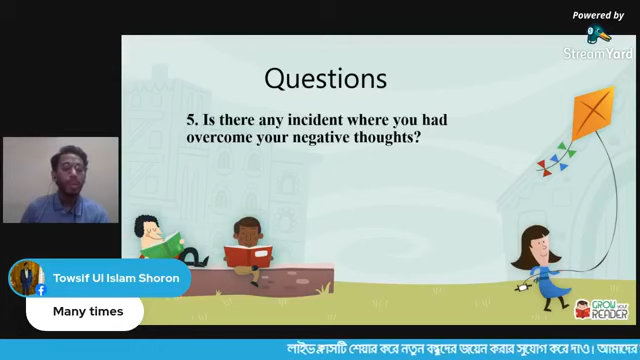 Powered by
StreamYard
Questions
5. Is there any incident where you had
overcome your negative thoughts?
Towsif Ul Islam Shoron
Many times
GROW YOUR
READER
লাইভ ক্লাসটি শেয়ার করে নতুন বন্ধুদের জয়েন করার সুযোগ করে দাও। আমাদের